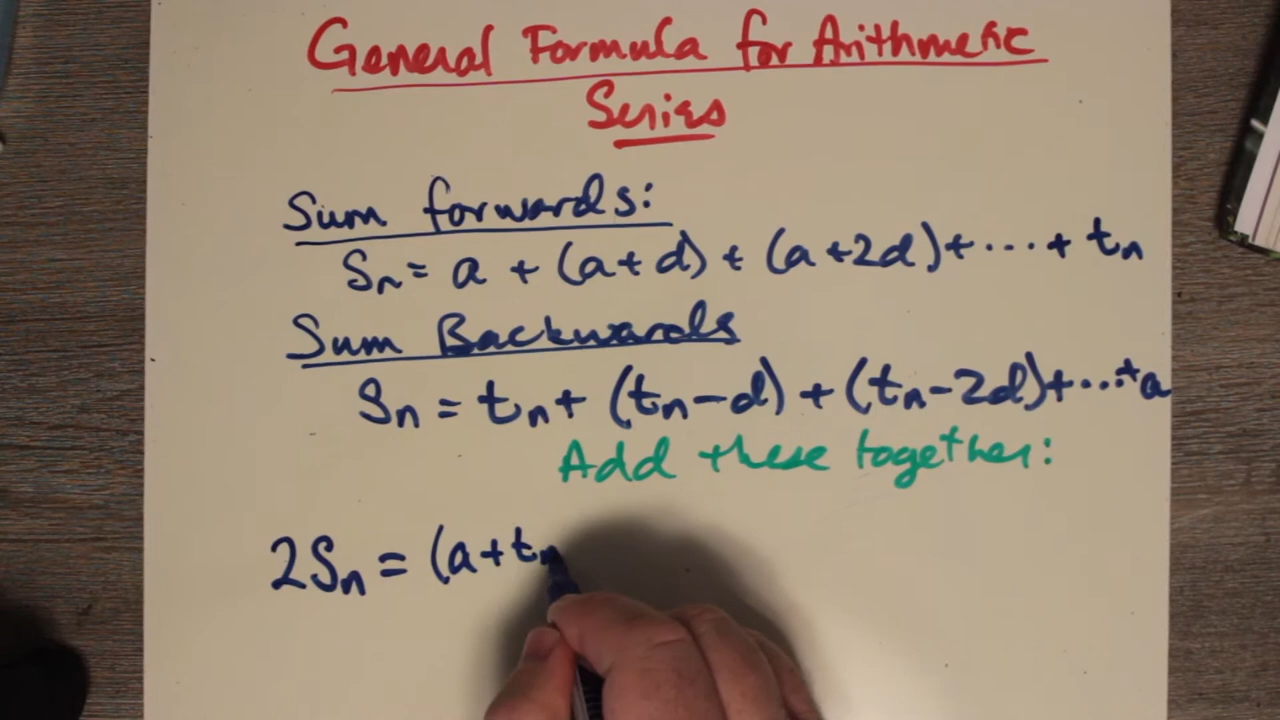 General Formula for Arithmetic
Series
Sum forwards:
Sn = a + (a+d) + (a+2d)+...+ tn
Sum Backwards
Sn = tn + (tn-d) + (tn-2d)+...+a
Add these together:
2Sn = (a+tn